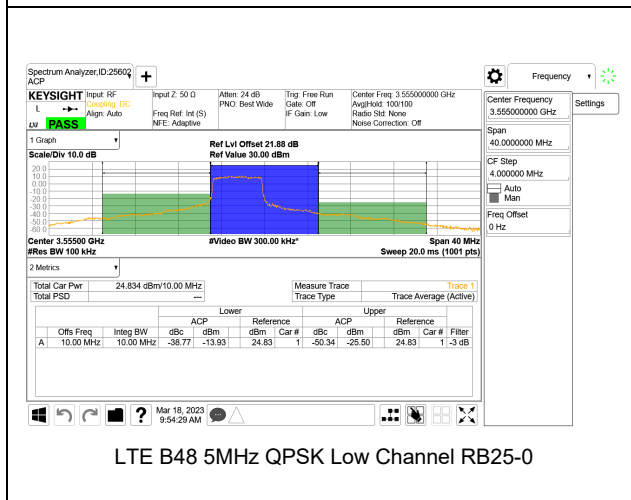 Spectrum Analyzer,ID:25602
ACP
+
Frequency
KEYSIGHT
L
LXI PASS
Input: RF
Coupling: DC
Align: Auto
Input Z: 50 Ω
Freq Ref: Int (S)
NFE: Adaptive
Atten: 24 dB
PNO: Best Wide
Trig: Free Run
Gate: Off
IF Gain: Low
Center Freq: 3.555000000 GHz
Avg|Hold: 100/100
Radio Std: None
Noise Correction: Off
Center Frequency
3.555000000 GHz
Settings
Span
40.0000000 MHz
CF Step
4.000000 MHz
Auto
Man
Freq Offset
0 Hz
1 Graph
Scale/Div 10.0 dB
Ref Lvl Offset 21.88 dB
Ref Value 30.00 dBm
20.0
10.0
0.00
-10.0
-20.0
-30.0
-40.0
-50.0
-60.0
Center 3.55500 GHz
#Res BW 100 kHz
#Video BW 300.00 kHz*
Span 40 MHz
Sweep 20.0 ms (1001 pts)
2 Metrics
Total Car Pwr 24.834 dBm/10.00 MHz
Total PSD ---
Measure Trace Trace 1
Trace Type Trace Average (Active)
Lower Upper
ACP Reference ACP Reference
Offs Freq Integ BW dBc dBm dBm Car # dBc dBm dBm Car # Filter
A 10.00 MHz 10.00 MHz -38.77 -13.93 24.83 1 -50.34 -25.50 24.83 1 -3 dB
?
Mar 18, 2023
9:54:29 AM
LTE B48 5MHz QPSK Low Channel RB25-0